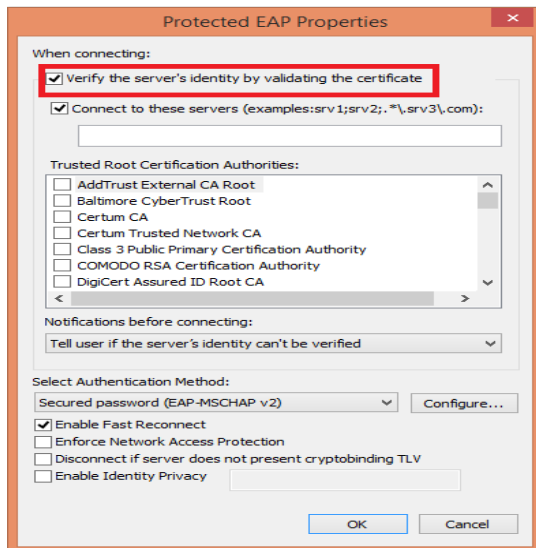 Protected EAP Properties
When connecting:
Verify the server's identity by validating the certificate
Connect to these servers (examples:srv1;srv2;.*\.srv3\.com):
Trusted Root Certification Authorities:
AddTrust External CA Root
Baltimore CyberTrust Root
Certum CA
Certum Trusted Network CA
Class 3 Public Primary Certification Authority
COMODO RSA Certification Authority
DigiCert Assured ID Root CA
Notifications before connecting:
Tell user if the server's identity can't be verified
Select Authentication Method:
Secured password (EAP-MSCHAP v2)
Configure...
Enable Fast Reconnect
Enforce Network Access Protection
Disconnect if server does not present cryptobinding TLV
Enable Identity Privacy
OK
Cancel